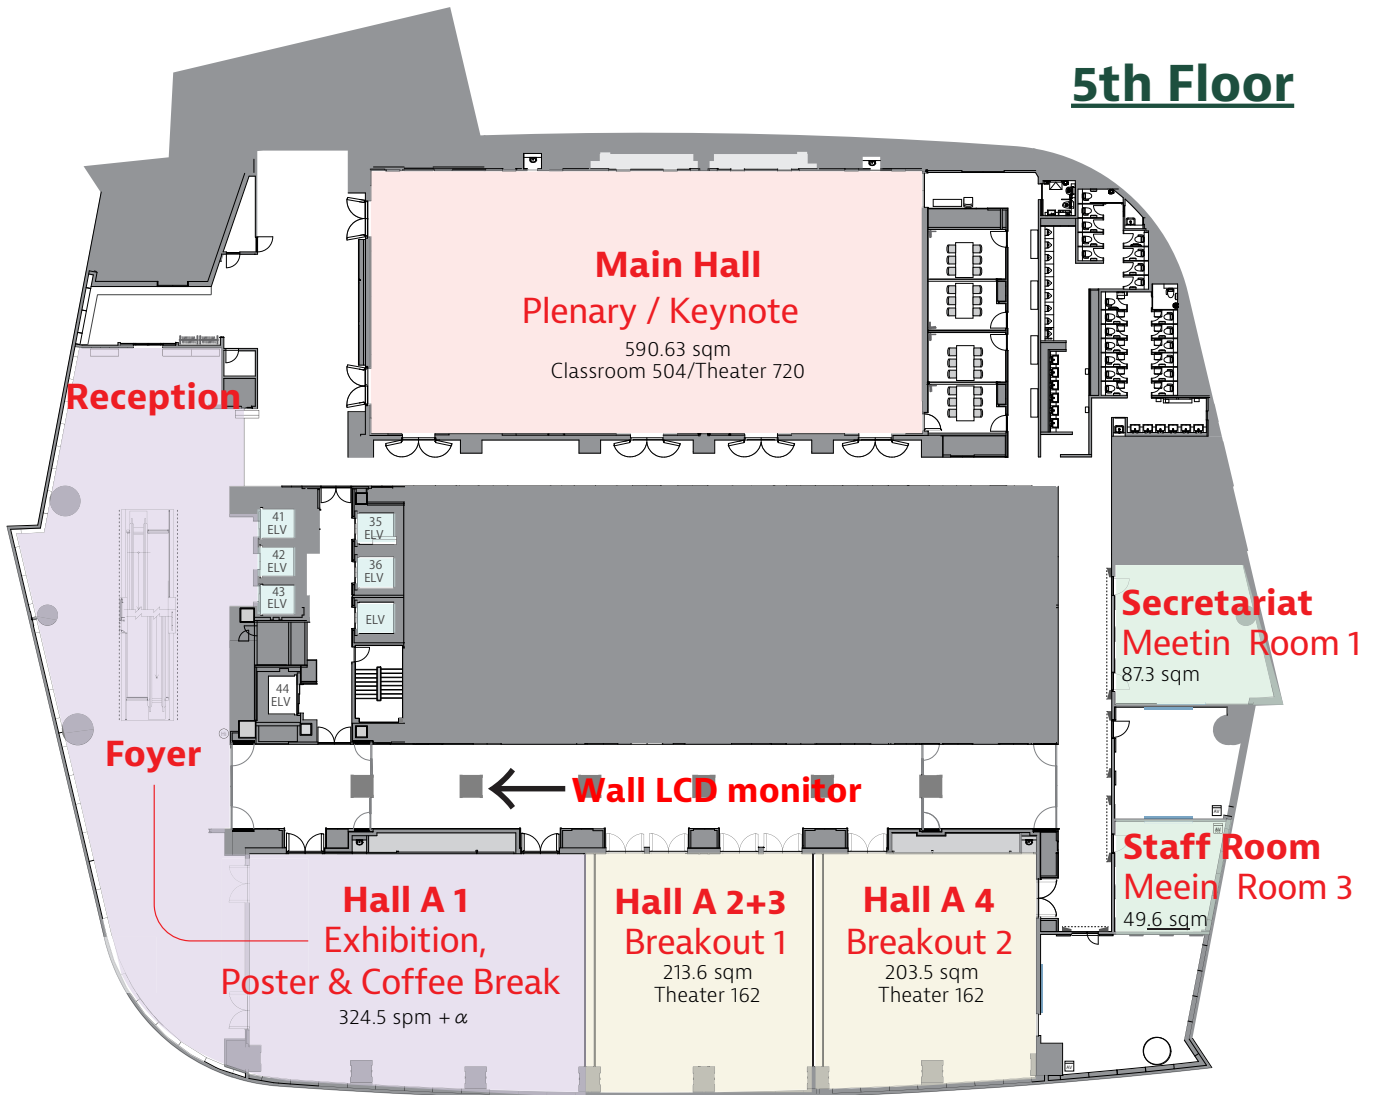 5th Floor
Main Hall
Plenary / Keynote
590.63 sqm
Classroom 504/Theater 720
Reception
41
ELV
42
ELV
43
ELV
35
ELV
36
ELV
ELV
44
ELV
Secretariat
Meetin Room 1
87.3 sqm
Foyer
Wall LCD monitor
Staff Room
Meein Room 3
49.6 sqm
Hall A 1
Exhibition,
Poster & Coffee Break
324.5 spm + α
Hall A 2+3
Breakout 1
213.6 sqm
Theater 162
Hall A 4
Breakout 2
203.5 sqm
Theater 162